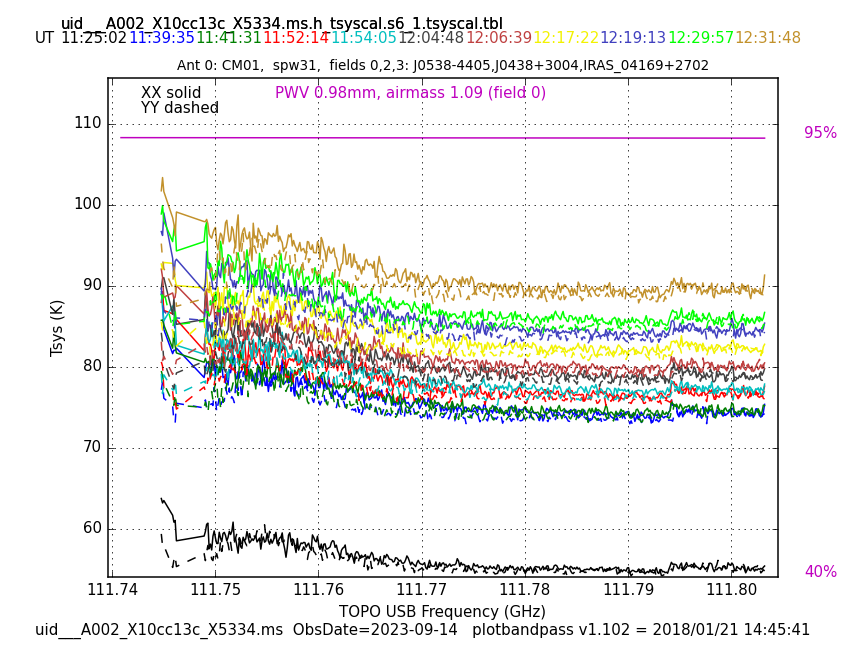 uid___A002_X10cc13c_X5334.ms.h_tsyscal.s6_1.tsyscal.tbl
UT 11:25:02 11:39:35 11:41:31 11:52:14 11:54:05 12:04:48 12:06:39 12:17:22 12:19:13 12:29:57 12:31:48
Ant 0: CM01, spw31, fields 0,2,3: J0538-4405,J0438+3004,IRAS_04169+2702
XX solid
YY dashed
PWV 0.98mm, airmass 1.09 (field 0)
95%
40%
110
100
90
80
70
60
Tsys (K)
111.74 111.75 111.76 111.77 111.78 111.79 111.80
TOPO USB Frequency (GHz)
uid___A002_X10cc13c_X5334.ms ObsDate=2023-09-14 plotbandpass v1.102 = 2018/01/21 14:45:41